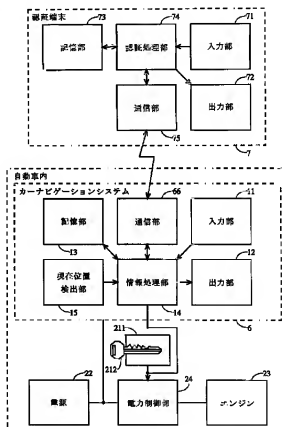 認証端末
73
74
71
記憶部
認証処理部
入力部
72
通信部
出力部
75
7
自動車内
カーナビゲーションシステム
66
11
記憶部
通信部
入力部
13
12
現在位置
検出部
情報処理部
出力部
15
14
6
211
212
22
24
23
電源
電力制御部
エンジン